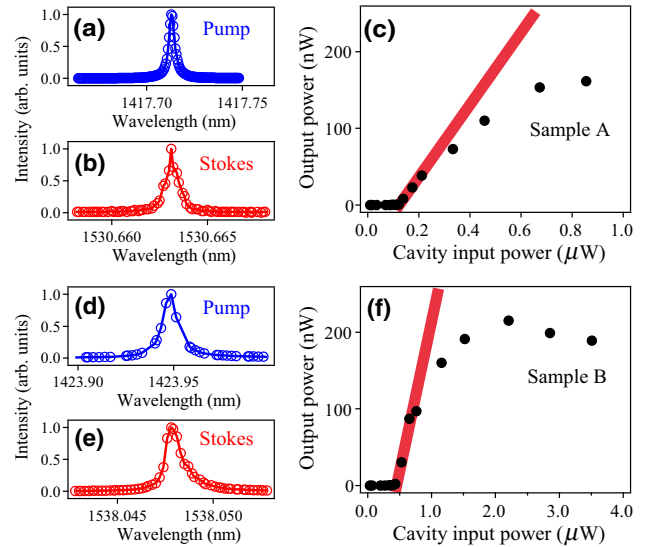 (a) Pump
1.0
0.5
0.0
1417.70 1417.75
Wavelength (nm)
Intensity (arb. units)
(b) Stokes
1.0
0.5
0.0
1530.660 1530.665
Wavelength (nm)
(c)
200
100
0
Output power (nW)
Sample A
0.0 0.2 0.4 0.6 0.8 1.0
Cavity input power (μW)
(d) Pump
1.0
0.5
0.0
1423.90 1423.95
Wavelength (nm)
Intensity (arb. units)
(e) Stokes
1.0
0.5
0.0
1538.045 1538.050
Wavelength (nm)
(f)
200
100
0
Output power (nW)
Sample B
0.0 1.0 2.0 3.0 4.0
Cavity input power (μW)